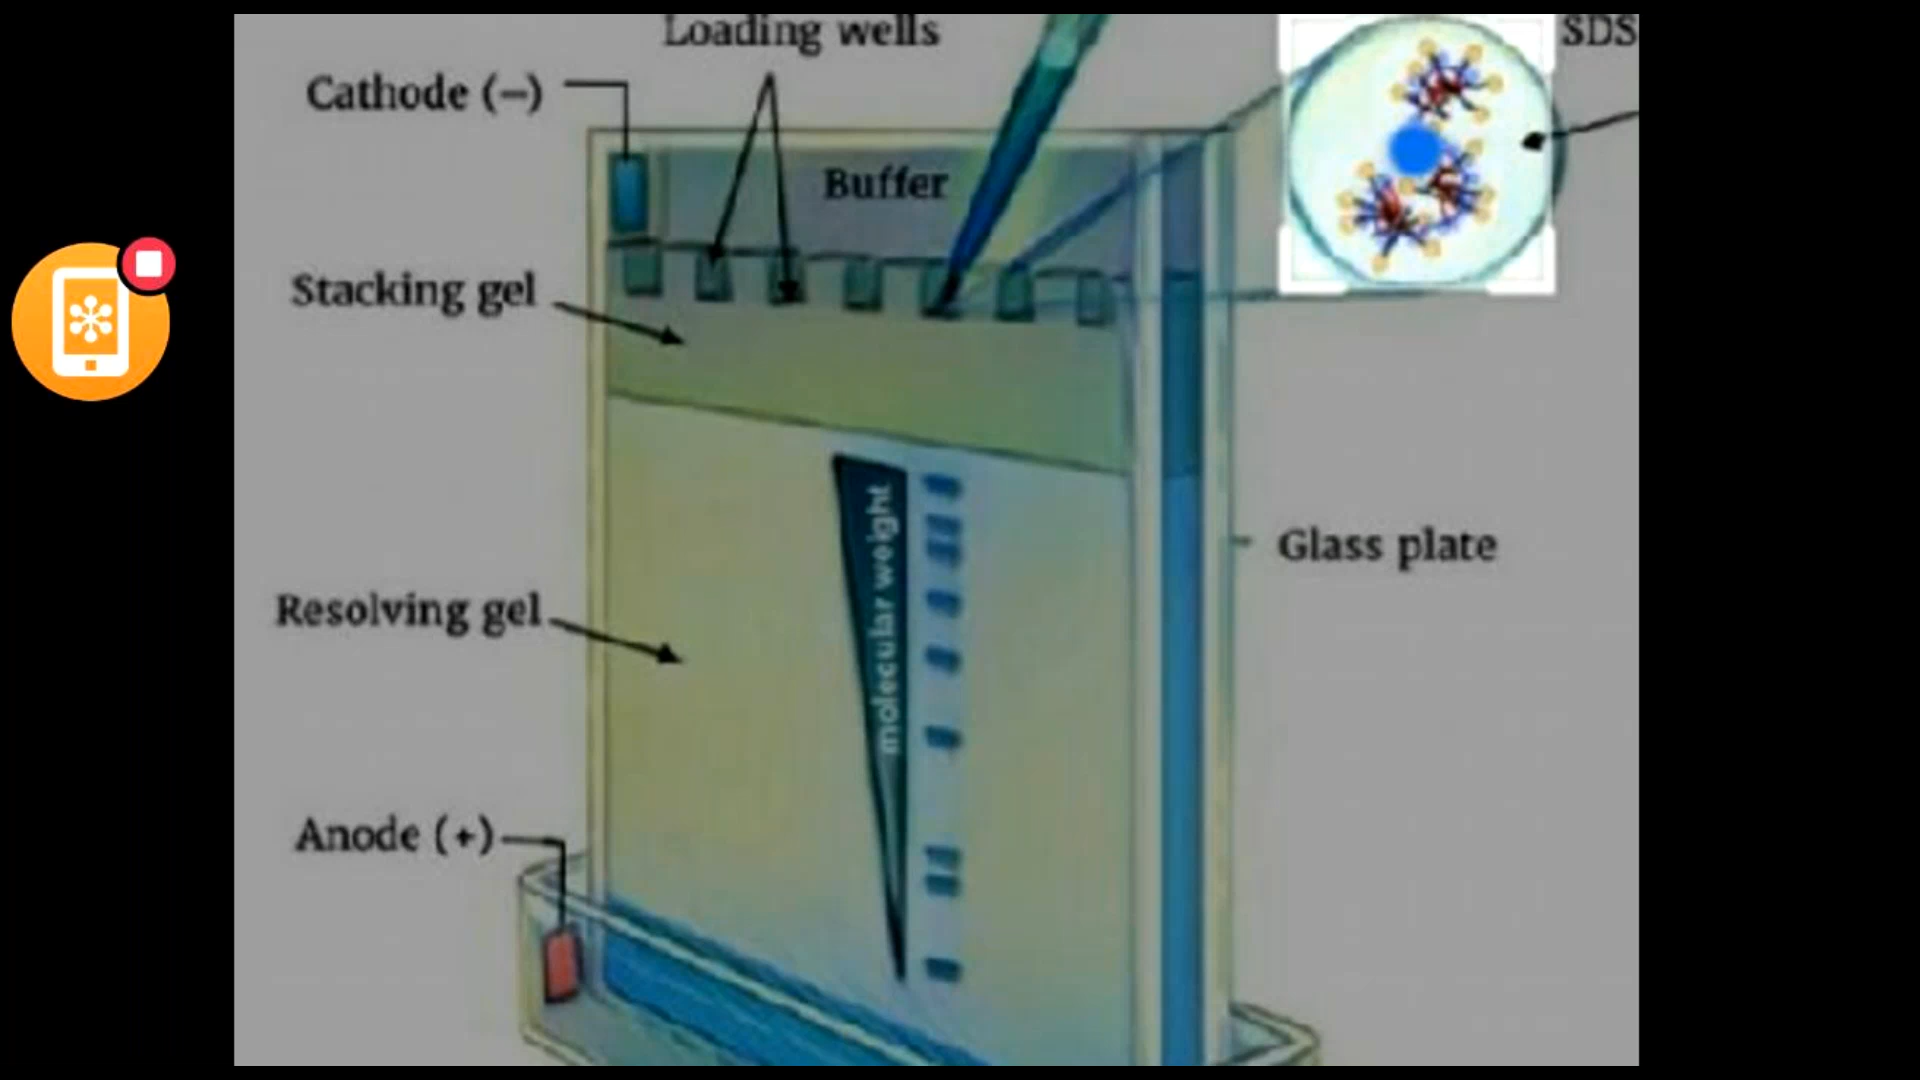 Loading wells
SDS
Cathode (−)
Buffer
Stacking gel
molecular weight
Glass plate
Resolving gel
Anode (+)